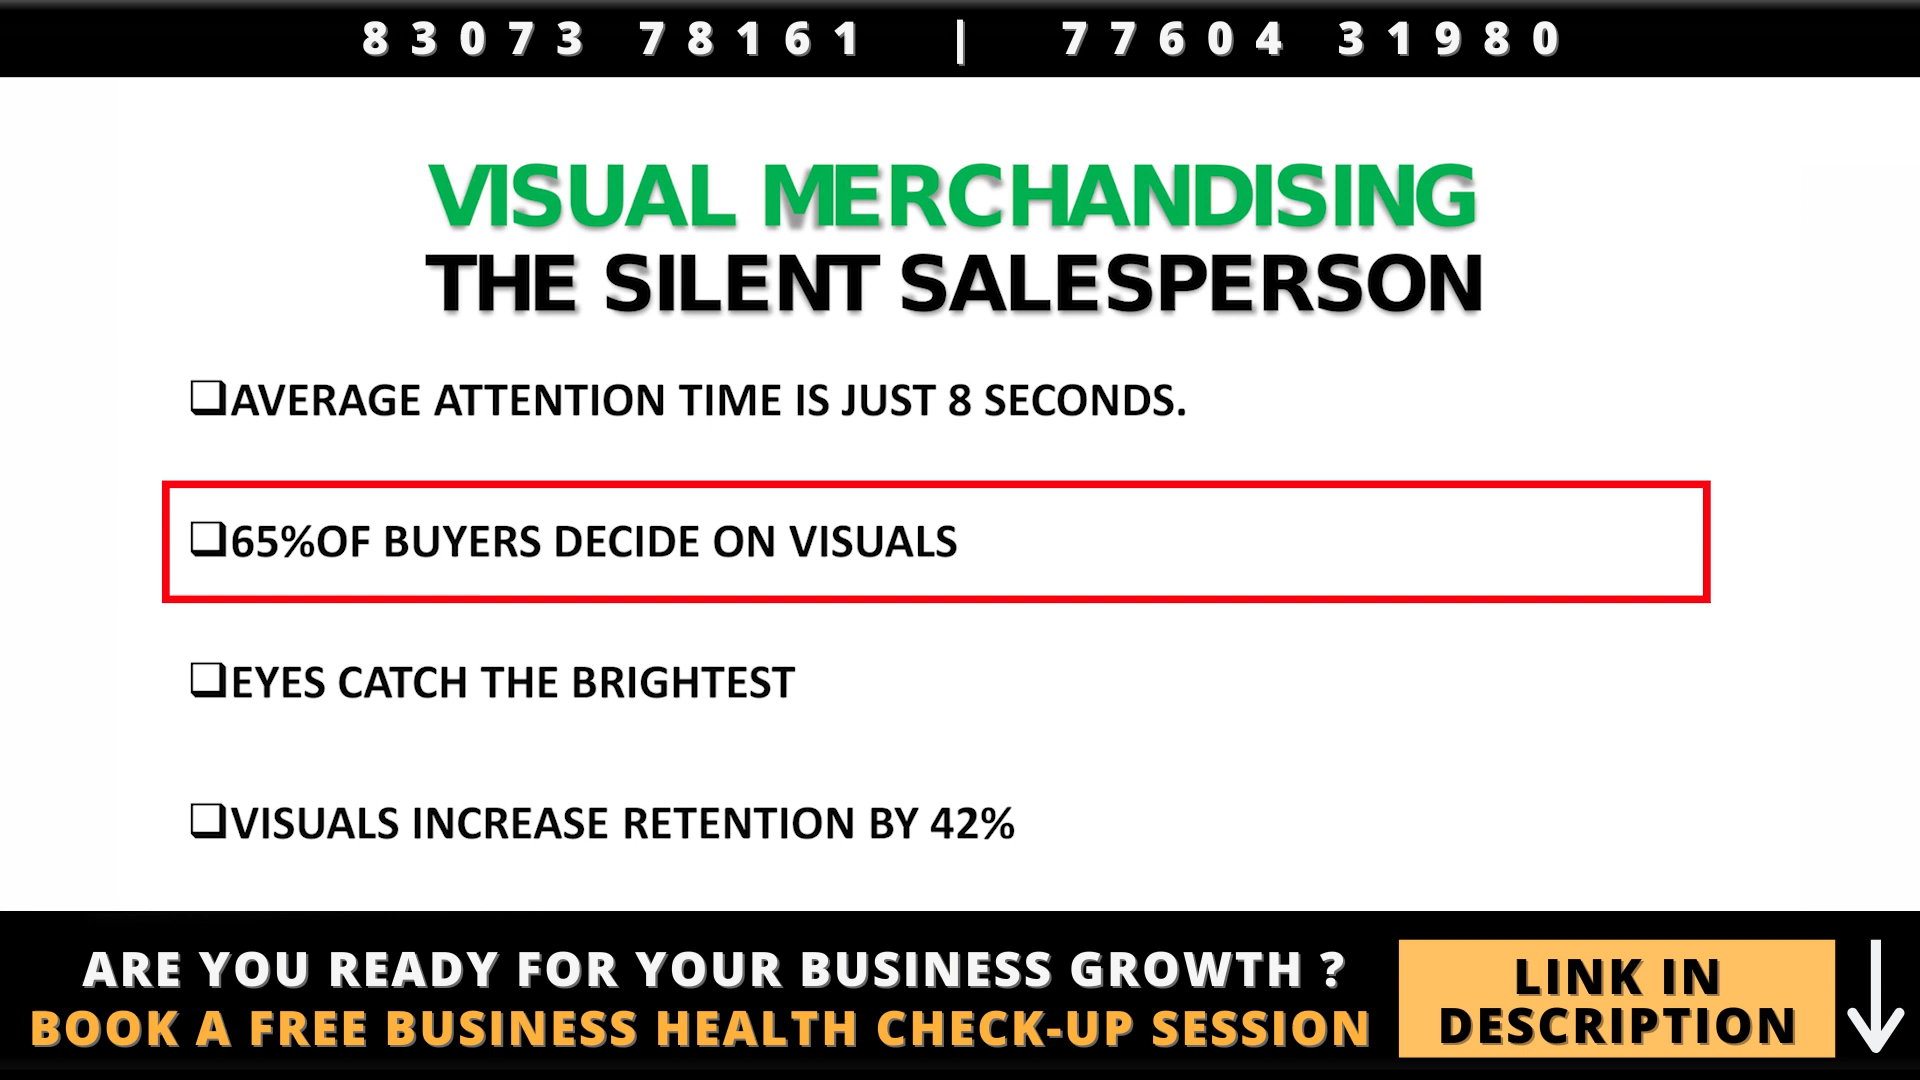 83073 78161 | 77604 31980
VISUAL MERCHANDISING
THE SILENT SALESPERSON
❑AVERAGE ATTENTION TIME IS JUST 8 SECONDS.
❑65%OF BUYERS DECIDE ON VISUALS
❑EYES CATCH THE BRIGHTEST
❑VISUALS INCREASE RETENTION BY 42%
ARE YOU READY FOR YOUR BUSINESS GROWTH ?
BOOK A FREE BUSINESS HEALTH CHECK-UP SESSION
LINK IN
DESCRIPTION